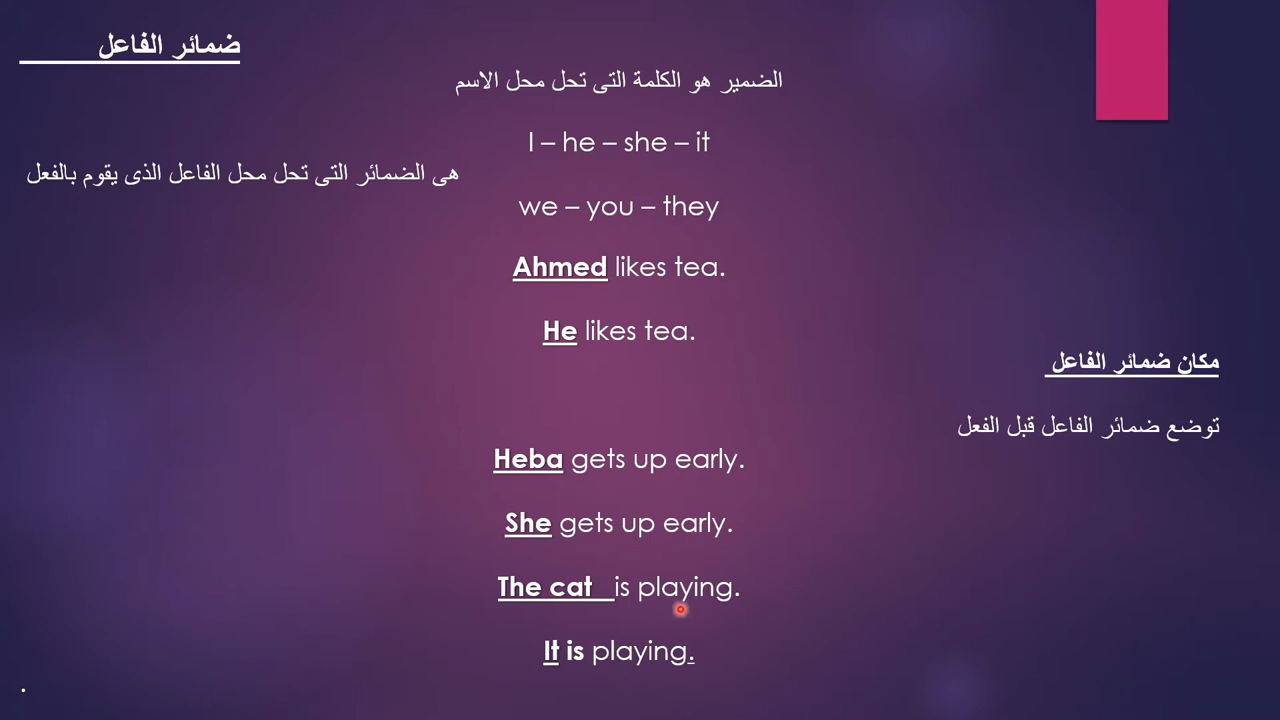 ضمائر الفاعل
الضمير هو الكلمة التى تحل محل الاسم
I – he – she – it
هى الضمائر التى تحل محل الفاعل الذى يقوم بالفعل
we – you – they
Ahmed likes tea.
He likes tea.
مكان ضمائر الفاعل
توضع ضمائر الفاعل قبل الفعل
Heba gets up early.
She gets up early.
The cat is playing.
It is playing.
.